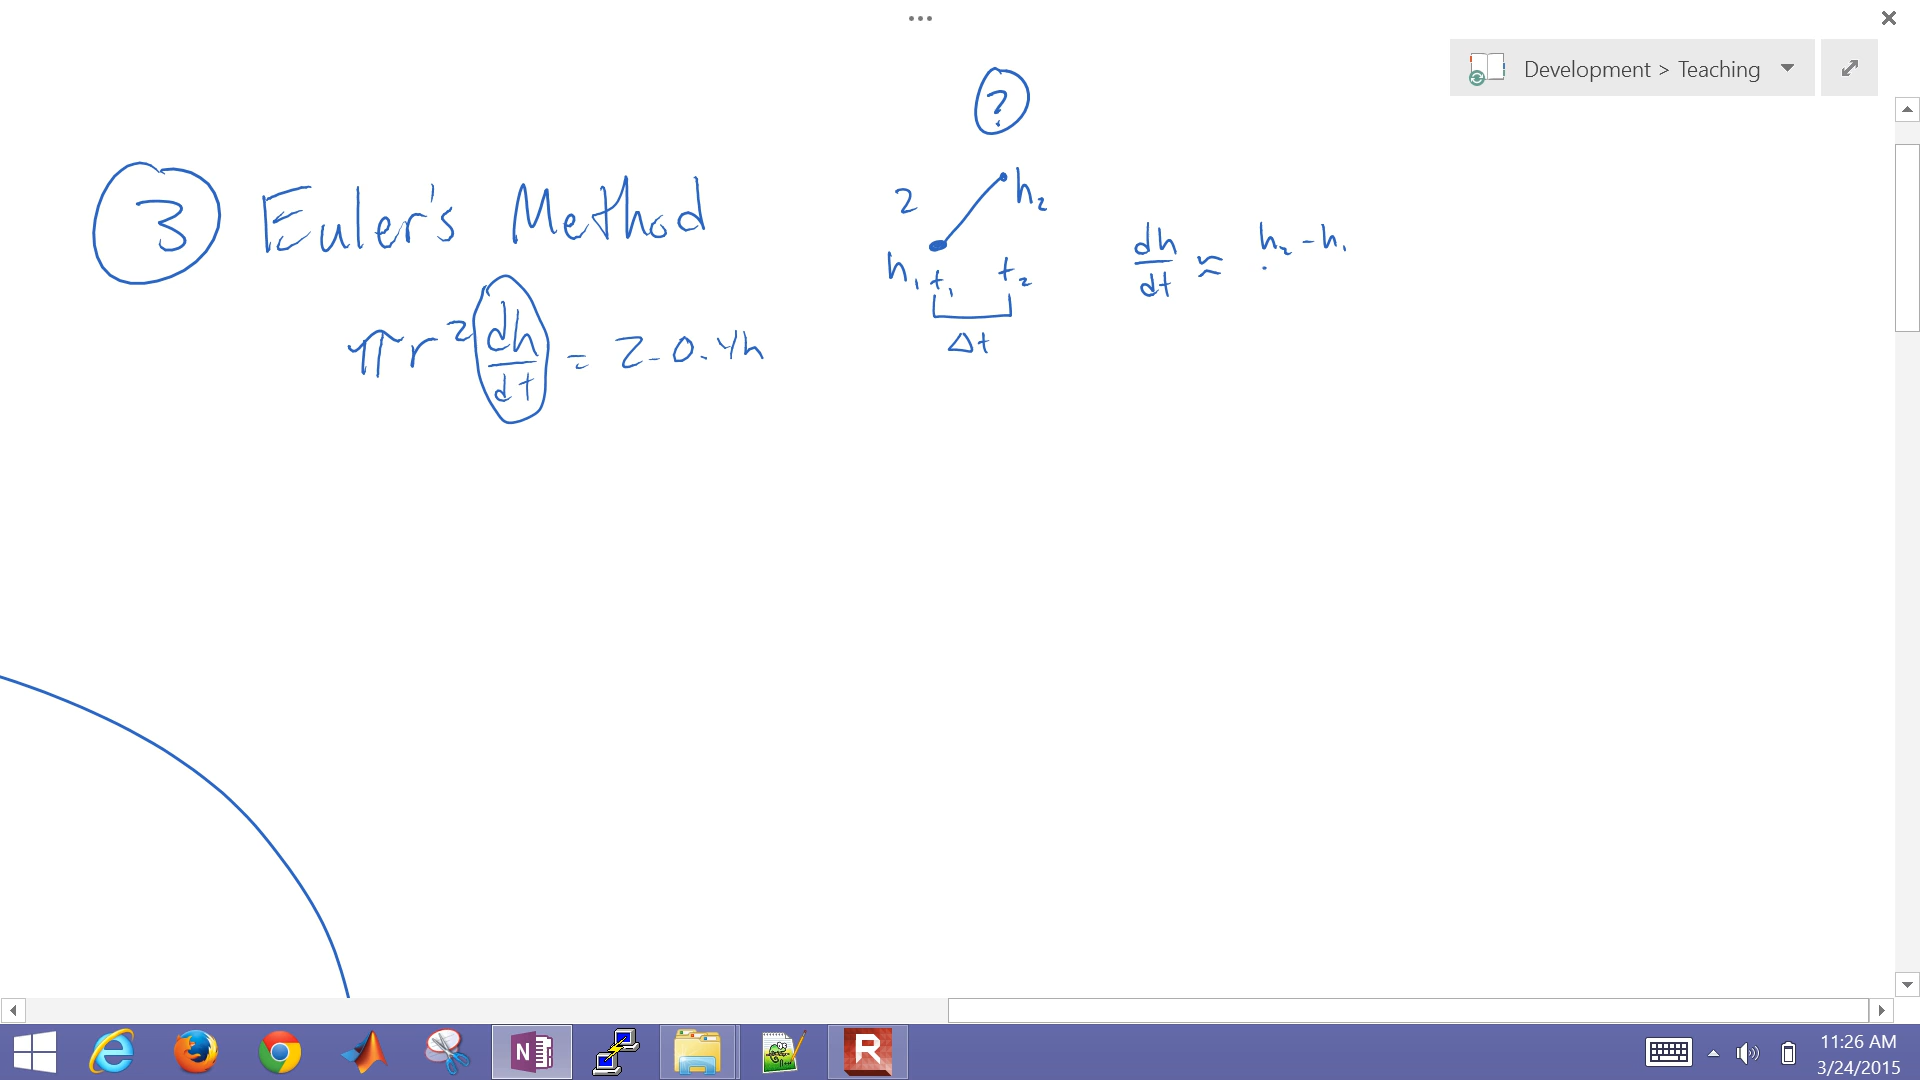 Development > Teaching
?
3 Euler's Method
2
h₂
h₁ t₁ t₂
Δt
dh/dt ≈ h₂ - h₁
πr² dh/dt = 2-0.4h
N
R
11:26 AM
3/24/2015